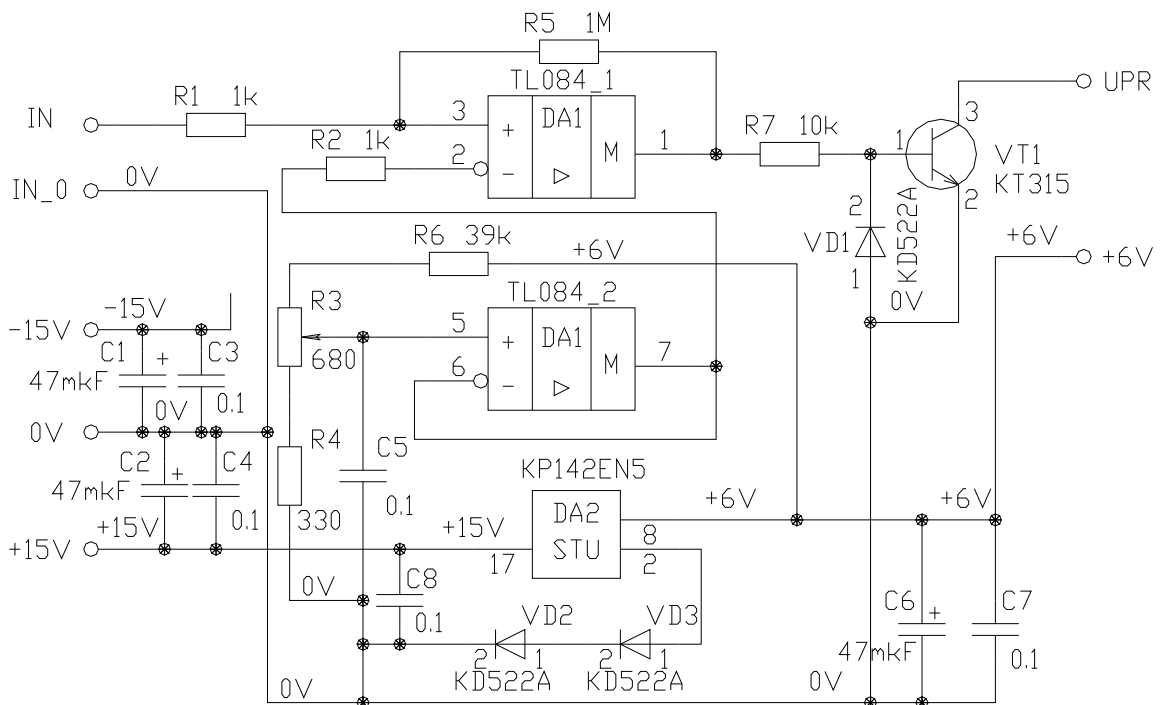 R5 1M
TL084_1
R1 1k
IN
3
+
DA1
M
1
R2 1k
2
-
R7 10k
1
3
UPR
VT1
KT315
2
IN_0
0V
R6 39k
+6V
2
VD1
1
KD522A
0V
+6V
+6V
TL084_2
R3
680
5
+
DA1
M
7
6
-
-15V
-15V
C1
+
C3
47mkF
0V
0.1
0V
R4
330
C5
0.1
C2
+
C4
47mkF
0.1
+15V
+15V
+15V
KP142EN5
DA2
STU
17
8
2
+6V
+6V
0V
C8
0.1
VD2
2
1
KD522A
VD3
2
1
KD522A
C6
+
47mkF
C7
0.1
0V
0V